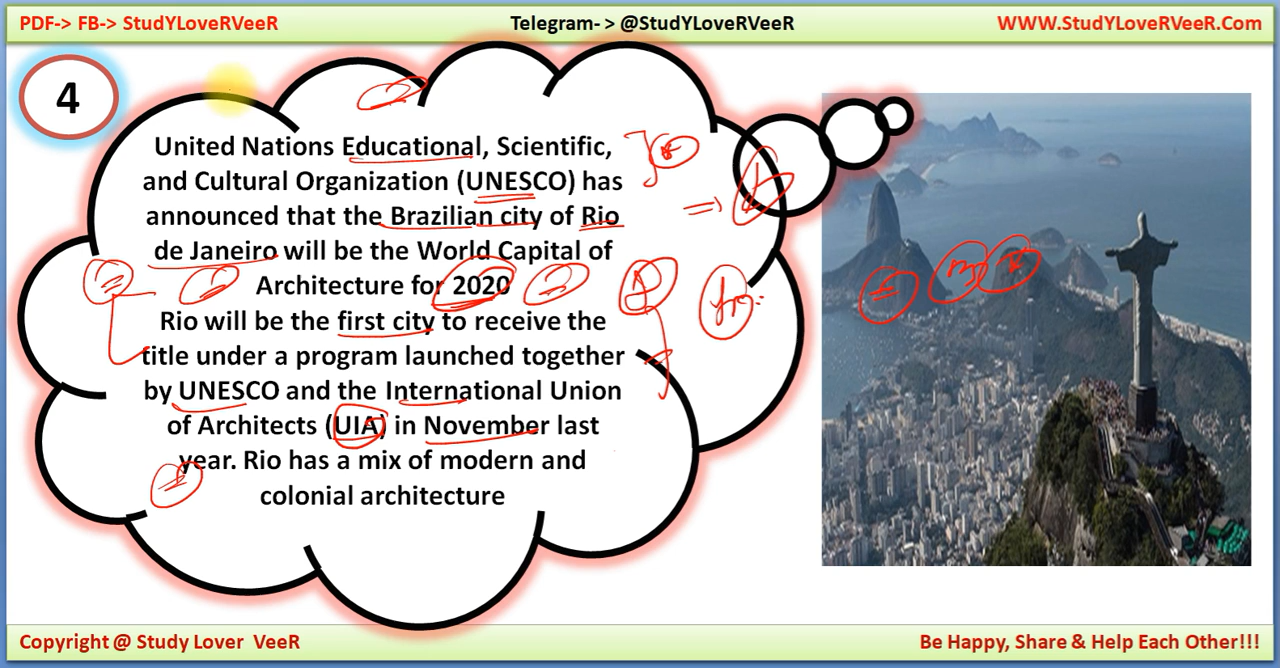 PDF-> FB-> StudYLoveRVeeR
Telegram- > @StudYLoveRVeeR
WWW.StudYLoveRVeeR.Com
4
United Nations Educational, Scientific,
and Cultural Organization (UNESCO) has
announced that the Brazilian city of Rio
de Janeiro will be the World Capital of
Architecture for 2020
Rio will be the first city to receive the
title under a program launched together
by UNESCO and the International Union
of Architects (UIA) in November last
year. Rio has a mix of modern and
colonial architecture
Copyright @ Study Lover VeeR
Be Happy, Share & Help Each Other!!!